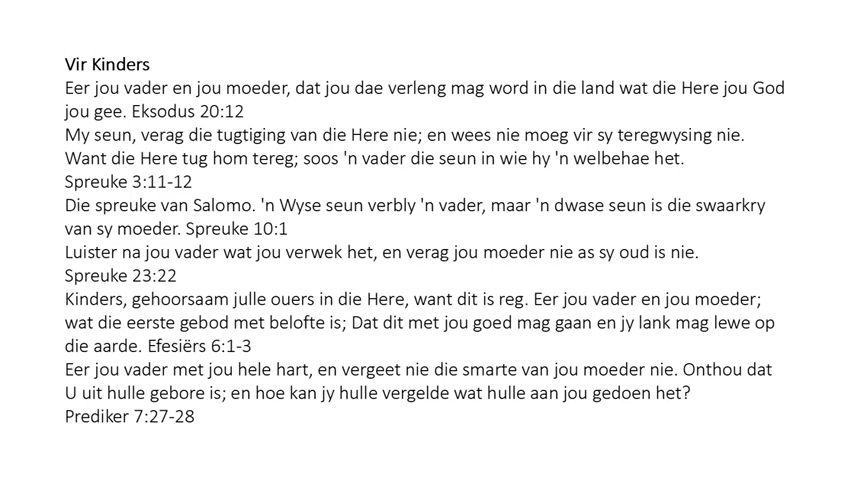 Vir Kinders
Eer jou vader en jou moeder, dat jou dae verleng mag word in die land wat die Here jou God
jou gee. Eksodus 20:12
My seun, verag die tugtiging van die Here nie; en wees nie moeg vir sy teregwysing nie.
Want die Here tug hom tereg; soos 'n vader die seun in wie hy 'n welbehae het.
Spreuke 3:11-12
Die spreuke van Salomo. 'n Wyse seun verbly 'n vader, maar 'n dwase seun is die swaarkry
van sy moeder. Spreuke 10:1
Luister na jou vader wat jou verwek het, en verag jou moeder nie as sy oud is nie.
Spreuke 23:22
Kinders, gehoorsaam julle ouers in die Here, want dit is reg. Eer jou vader en jou moeder;
wat die eerste gebod met belofte is; Dat dit met jou goed mag gaan en jy lank mag lewe op
die aarde. Efesiërs 6:1-3
Eer jou vader met jou hele hart, en vergeet nie die smarte van jou moeder nie. Onthou dat
U uit hulle gebore is; en hoe kan jy hulle vergelde wat hulle aan jou gedoen het?
Prediker 7:27-28